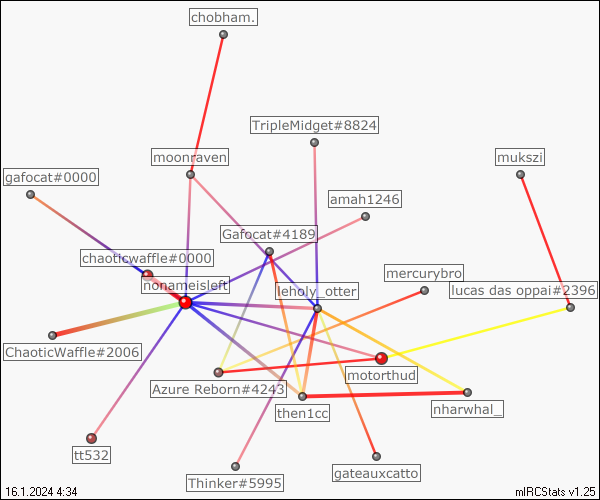 chobham.
TripleMidget#8824
moonraven
mukszi
gafocat#0000
amah1246
Gafocat#4189
chaoticwaffle#0000
mercurybro
nonameisleft
leholy_otter
lucas das oppai#2396
ChaoticWaffle#2006
motorthud
Azure Reborn#4243
then1cc
nharwhal_
tt532
gateauxcatto
Thinker#5995
16.1.2024 4:34
mIRCStats v1.25